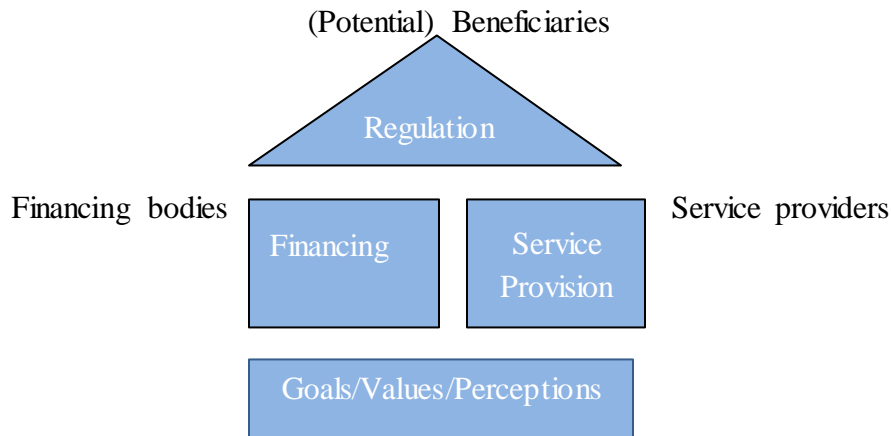 (Potential) Beneficiaries
Regulation
Financing bodies
Financing
Service
Provision
Service providers
Goals/Values/Perceptions